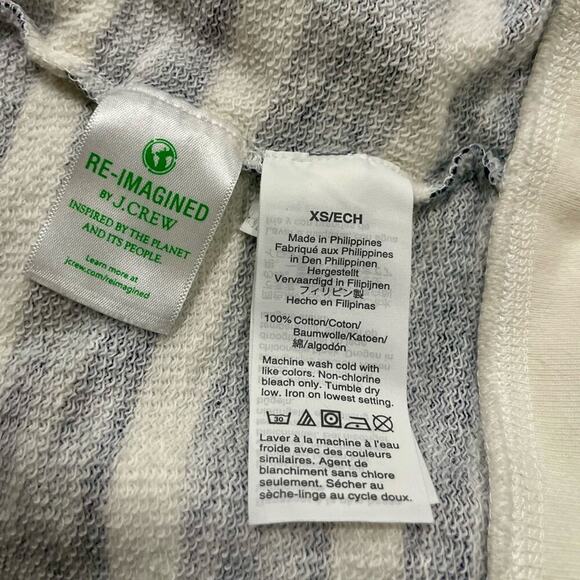 RE-IMAGINED
BY J.CREW
INSPIRED BY THE PLANET
AND ITS PEOPLE.
Learn more at
jcrew.com/reimagined
XS/ECH
Made in Philippines
Fabriqué aux Philippines
in Den Philippinen
Hergestellt
Vervaardigd in Filipijnen
フィリピン製
Hecho en Filipinas
100% Cotton/Coton/
Baumwolle/Katoen/
綿/algodón
Machine wash cold with
like colors. Non-chlorine
bleach only. Tumble dry
low. Iron on lowest setting.
30
Laver à la machine à l'eau
froide avec des couleurs
similaires. Agent de
blanchiment sans chlore
seulement. Sécher au
sèche-linge au cycle doux.